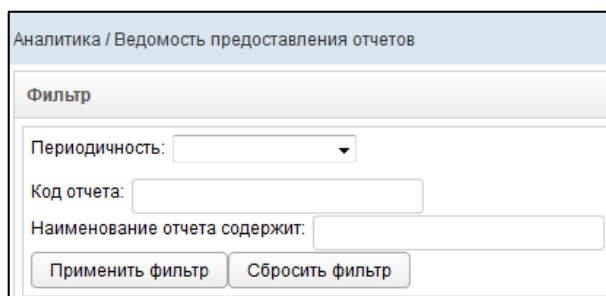 Аналитика / Ведомость предоставления отчетов
Фильтр
Периодичность:
Код отчета:
Наименование отчета содержит:
Применить фильтр Сбросить фильтр